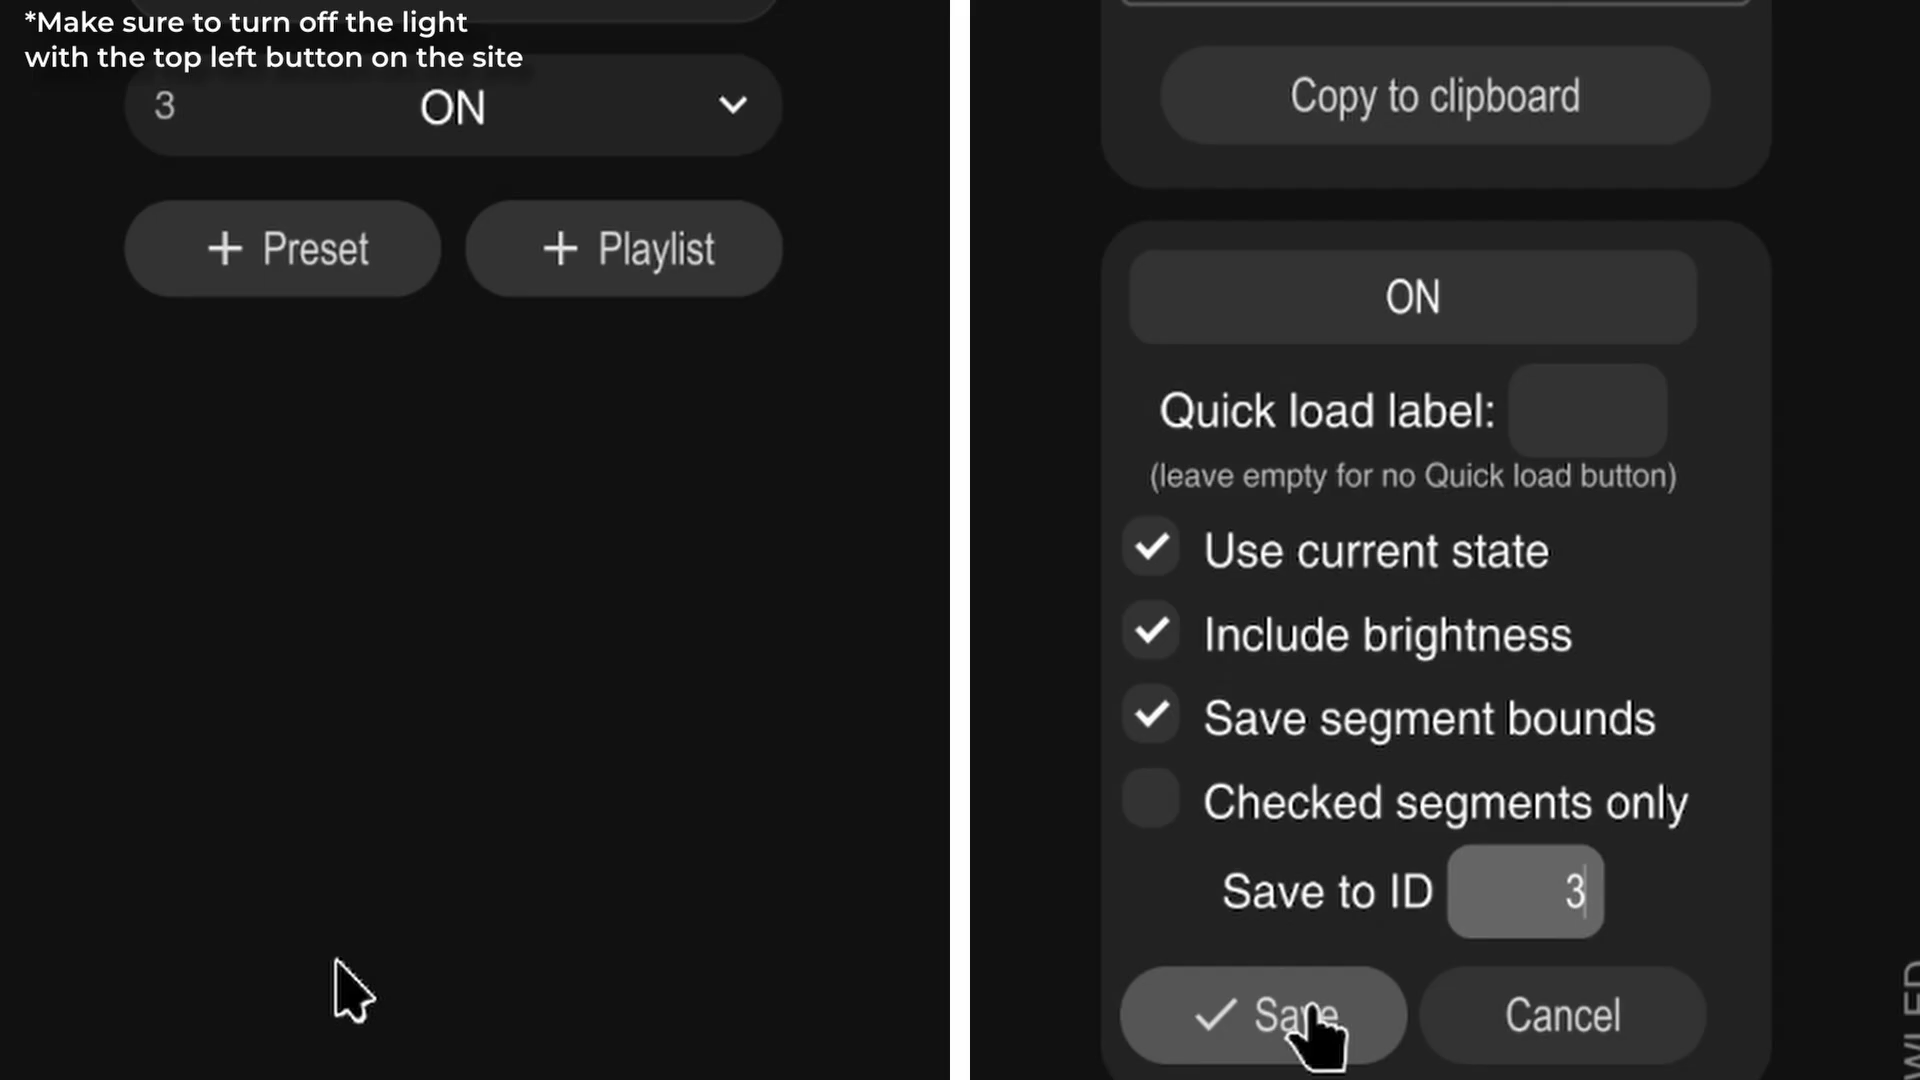 *Make sure to turn off the light
with the top left button on the site
3 ON
+ Preset + Playlist
Copy to clipboard
ON
Quick load label:
(leave empty for no Quick load button)
Use current state
Include brightness
Save segment bounds
Checked segments only
Save to ID 3
Save Cancel
WLED